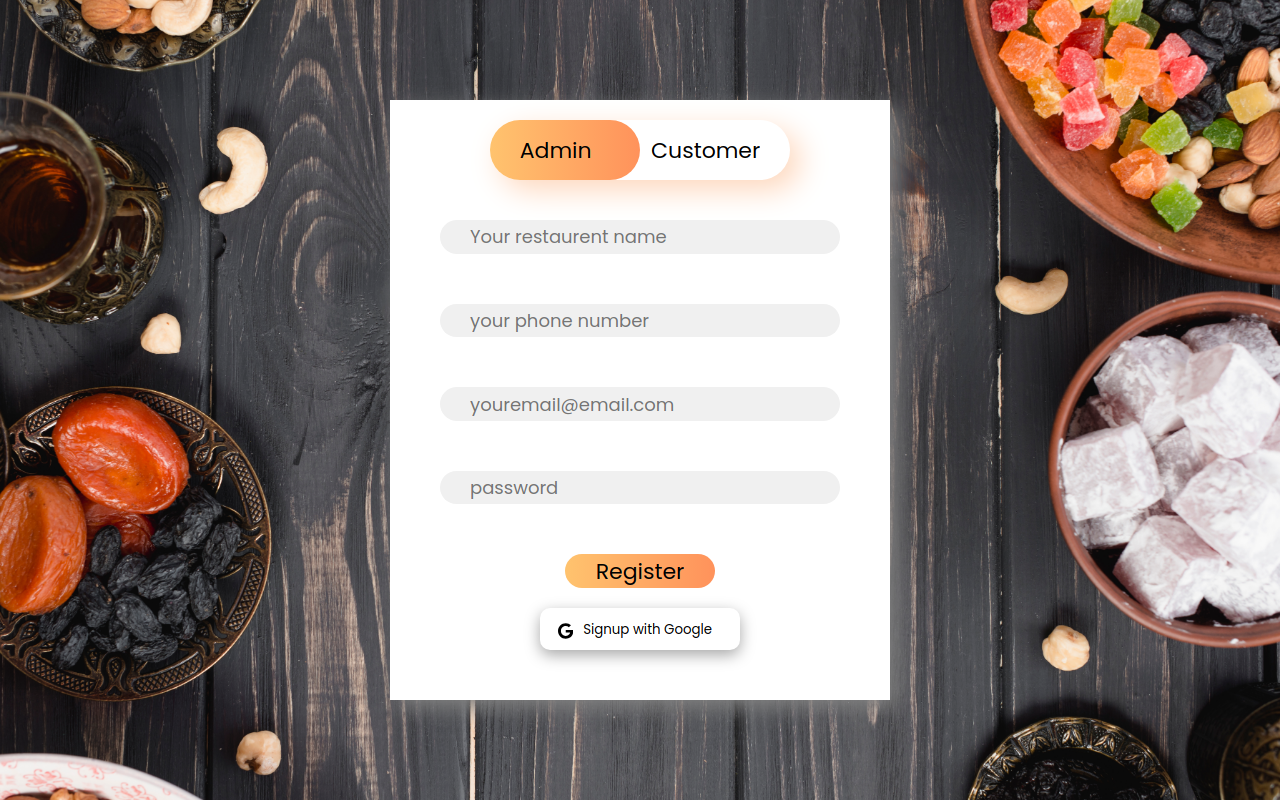 Admin Customer
Your restaurent name
your phone number
youremail@email.com
password
Register
Signup with Google